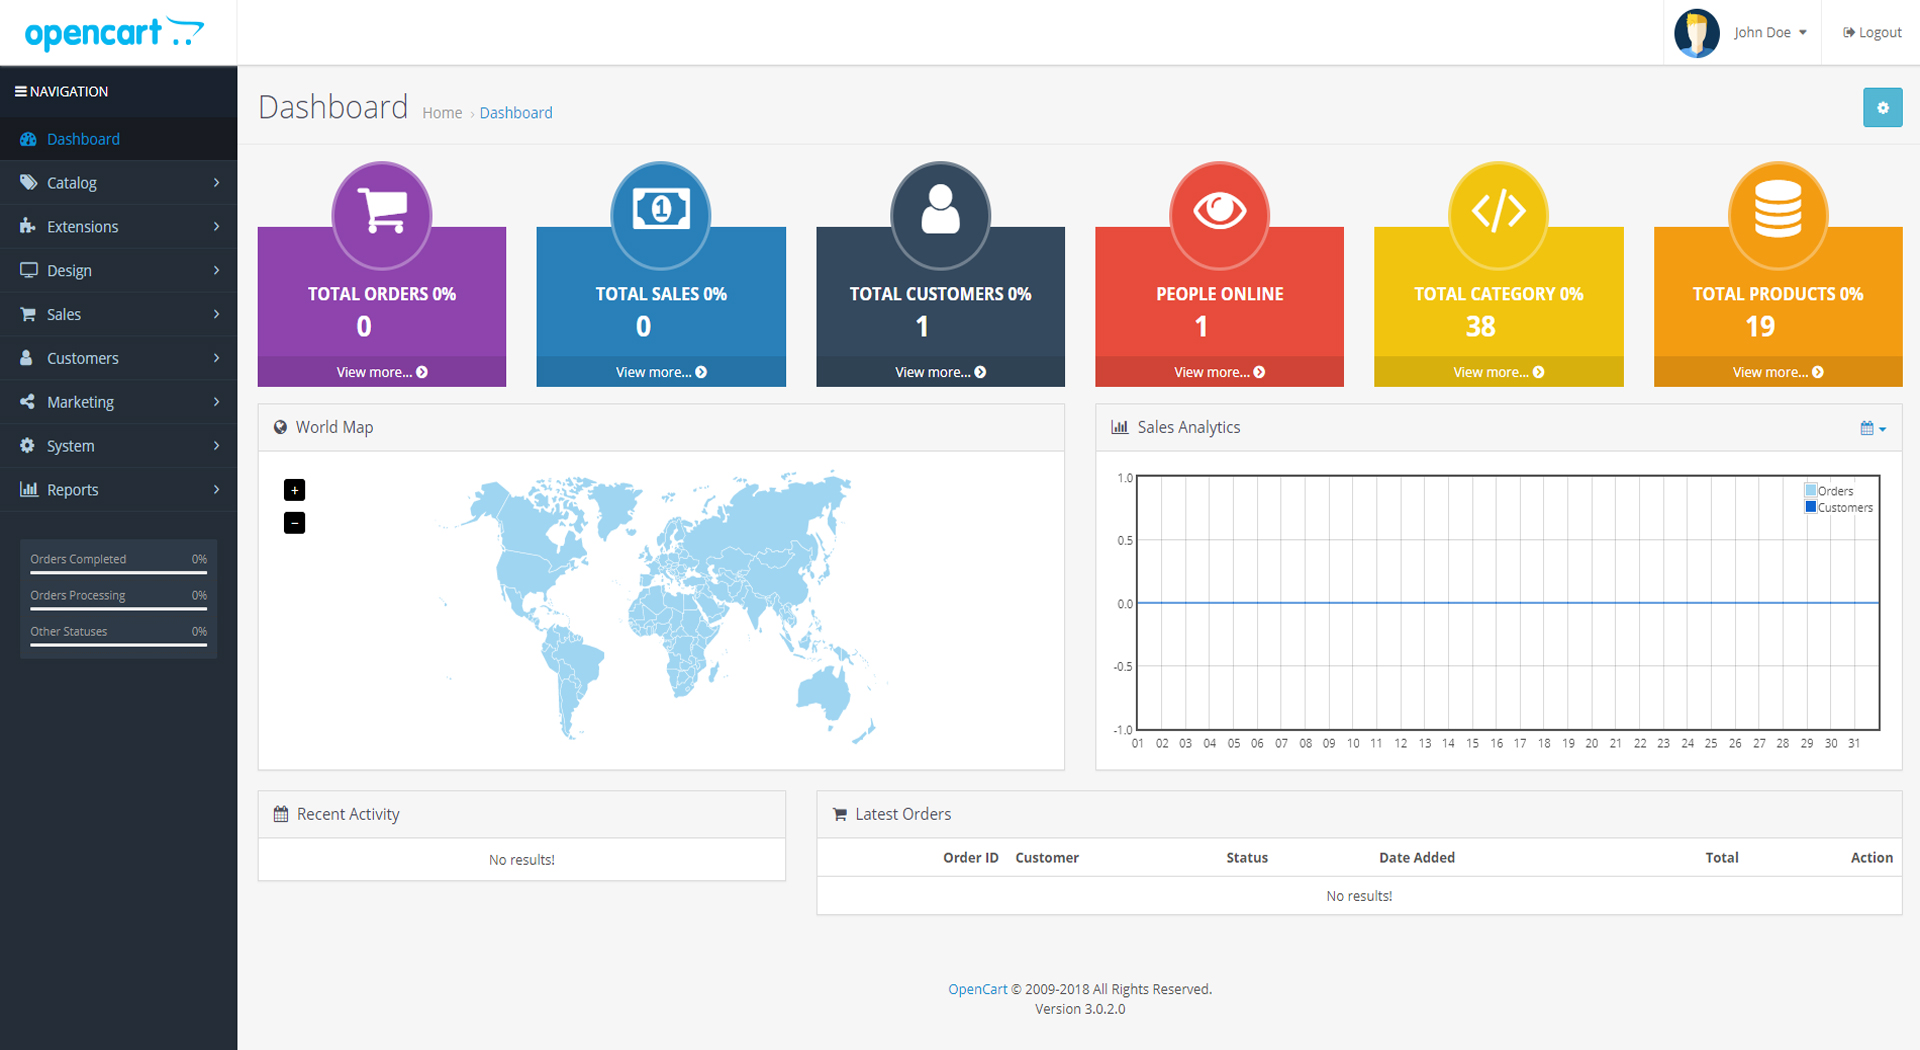 opencart
John Doe
Logout
NAVIGATION
Dashboard
Catalog
Extensions
Design
Sales
Customers
Marketing
System
Reports
Orders Completed 0%
Orders Processing 0%
Other Statuses 0%
Dashboard Home › Dashboard
TOTAL ORDERS 0%
0
View more...
TOTAL SALES 0%
1
0
View more...
TOTAL CUSTOMERS 0%
1
View more...
PEOPLE ONLINE
1
View more...
</>
TOTAL CATEGORY 0%
38
View more...
TOTAL PRODUCTS 0%
19
View more...
World Map
+
−
Sales Analytics
Orders
Customers
1.0
0.5
0.0
-0.5
-1.0
01 02 03 04 05 06 07 08 09 10 11 12 13 14 15 16 17 18 19 20 21 22 23 24 25 26 27 28 29 30 31
Recent Activity
No results!
Latest Orders
Order ID Customer Status Date Added Total Action
No results!
OpenCart © 2009-2018 All Rights Reserved.
Version 3.0.2.0